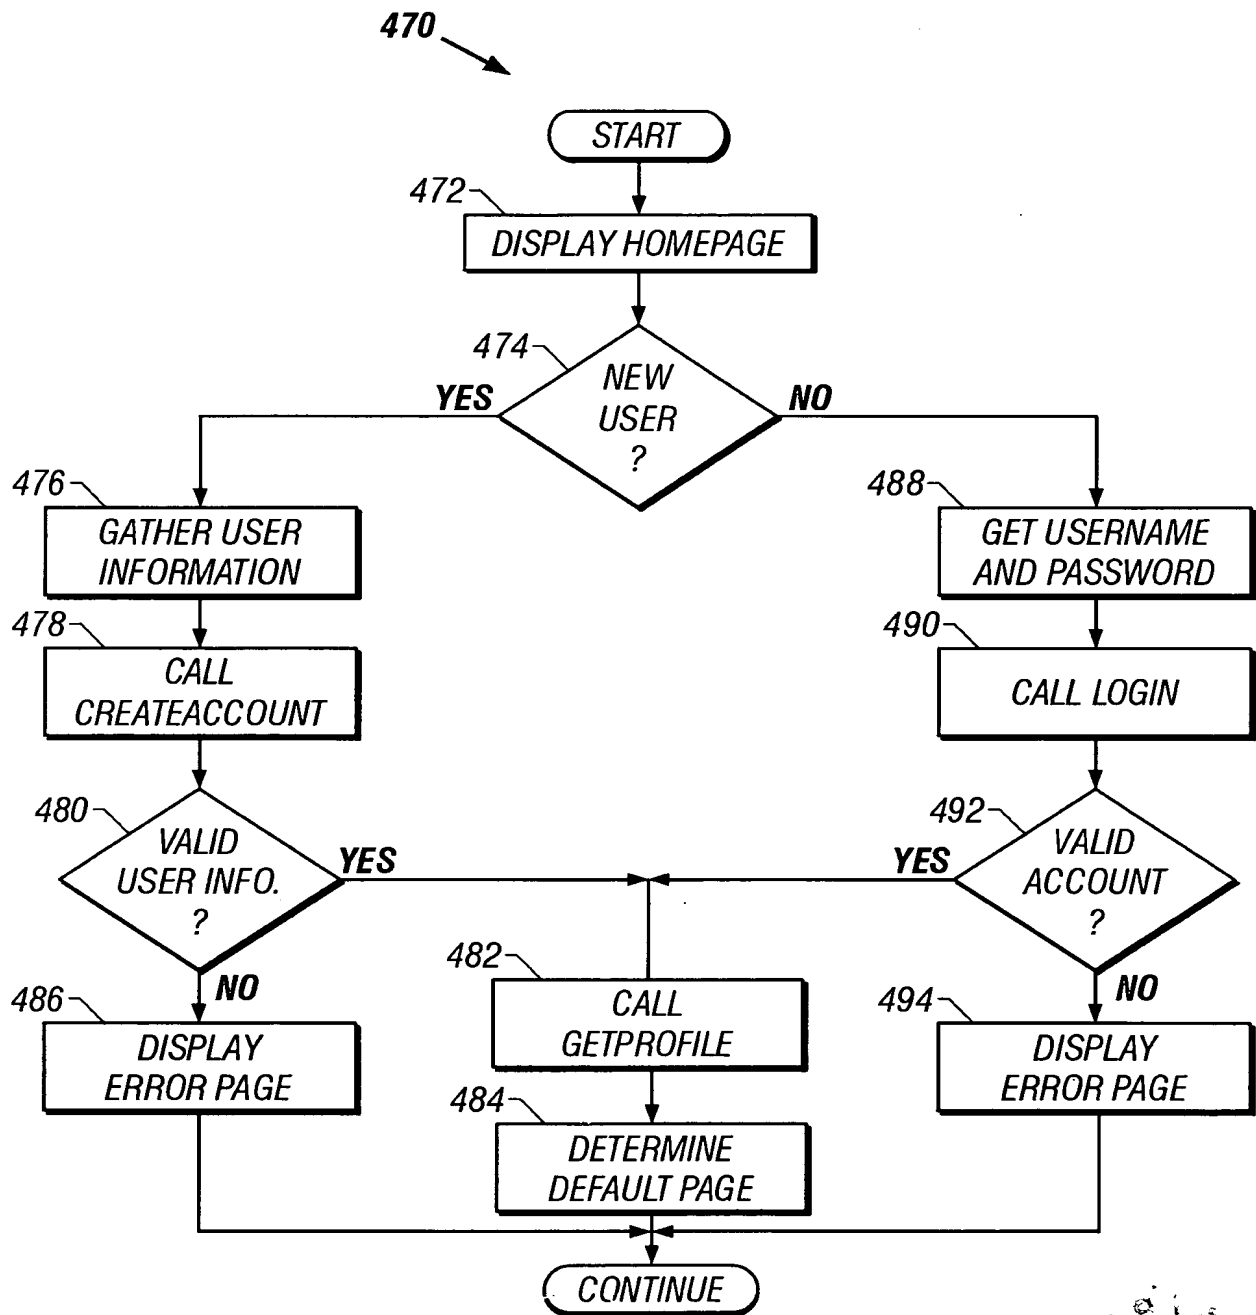 470
START
472
DISPLAY HOMEPAGE
474
NEW
USER
?
YES
NO
476
GATHER USER
INFORMATION
488
GET USERNAME
AND PASSWORD
478
CALL
CREATEACCOUNT
490
CALL LOGIN
480
VALID
USER INFO.
?
YES
492
VALID
ACCOUNT
?
YES
482
CALL
GETPROFILE
NO
486
DISPLAY
ERROR PAGE
NO
494
DISPLAY
ERROR PAGE
484
DETERMINE
DEFAULT PAGE
CONTINUE